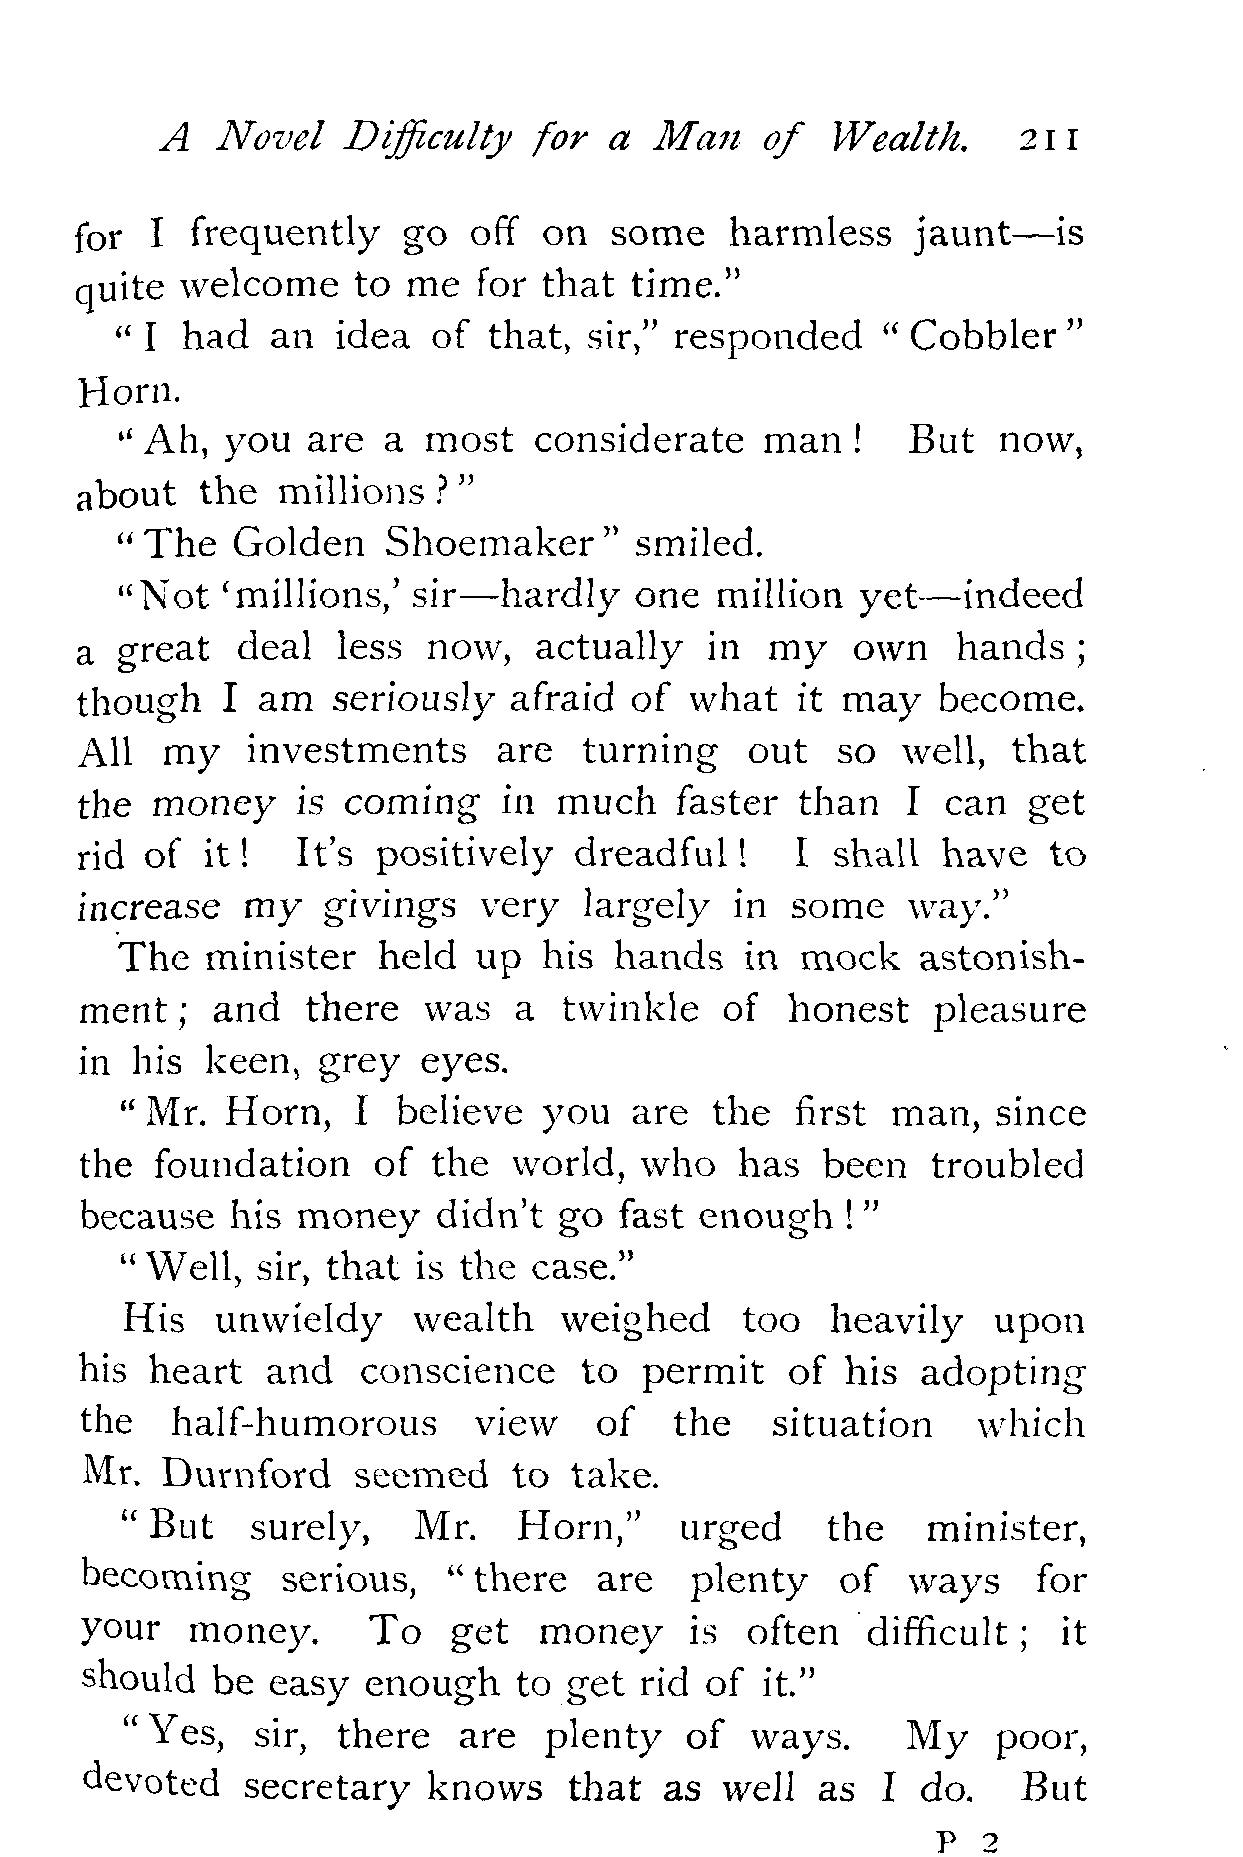 A Novel Difficulty for a Man of Wealth. 211
for I frequently go off on some harmless jaunt—is
quite welcome to me for that time."
"I had an idea of that, sir," responded "Cobbler"
Horn.
"Ah, you are a most considerate man! But now,
about the millions?"
"The Golden Shoemaker" smiled.
"Not 'millions,' sir—hardly one million yet—indeed
a great deal less now, actually in my own hands;
though I am seriously afraid of what it may become.
All my investments are turning out so well, that
the money is coming in much faster than I can get
rid of it! It's positively dreadful! I shall have to
increase my givings very largely in some way."
The minister held up his hands in mock astonish-
ment; and there was a twinkle of honest pleasure
in his keen, grey eyes.
"Mr. Horn, I believe you are the first man, since
the foundation of the world, who has been troubled
because his money didn't go fast enough!"
"Well, sir, that is the case."
His unwieldy wealth weighed too heavily upon
his heart and conscience to permit of his adopting
the half-humorous view of the situation which
Mr. Durnford seemed to take.
"But surely, Mr. Horn," urged the minister,
becoming serious, "there are plenty of ways for
your money. To get money is often difficult; it
should be easy enough to get rid of it."
"Yes, sir, there are plenty of ways. My poor,
devoted secretary knows that as well as I do. But
P 2